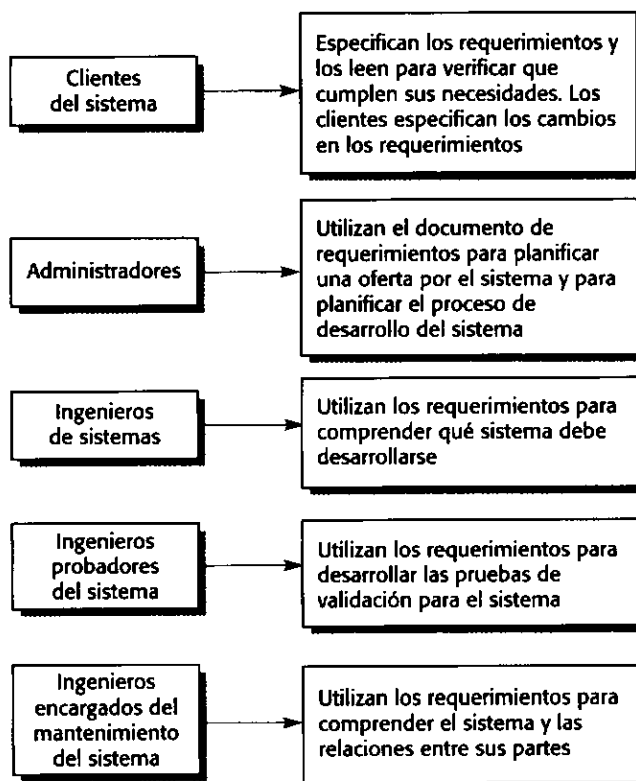 Clientes
del sistema
Especifican los requerimientos y
los leen para verificar que
cumplen sus necesidades. Los
clientes especifican los cambios
en los requerimientos
Administradores
Utilizan el documento de
requerimientos para planificar
una oferta por el sistema y para
planificar el proceso de
desarrollo del sistema
Ingenieros
de sistemas
Utilizan los requerimientos para
comprender qué sistema debe
desarrollarse
Ingenieros
probadores
del sistema
Utilizan los requerimientos para
desarrollar las pruebas de
validación para el sistema
Ingenieros
encargados del
mantenimiento
del sistema
Utilizan los requerimientos para
comprender el sistema y las
relaciones entre sus partes